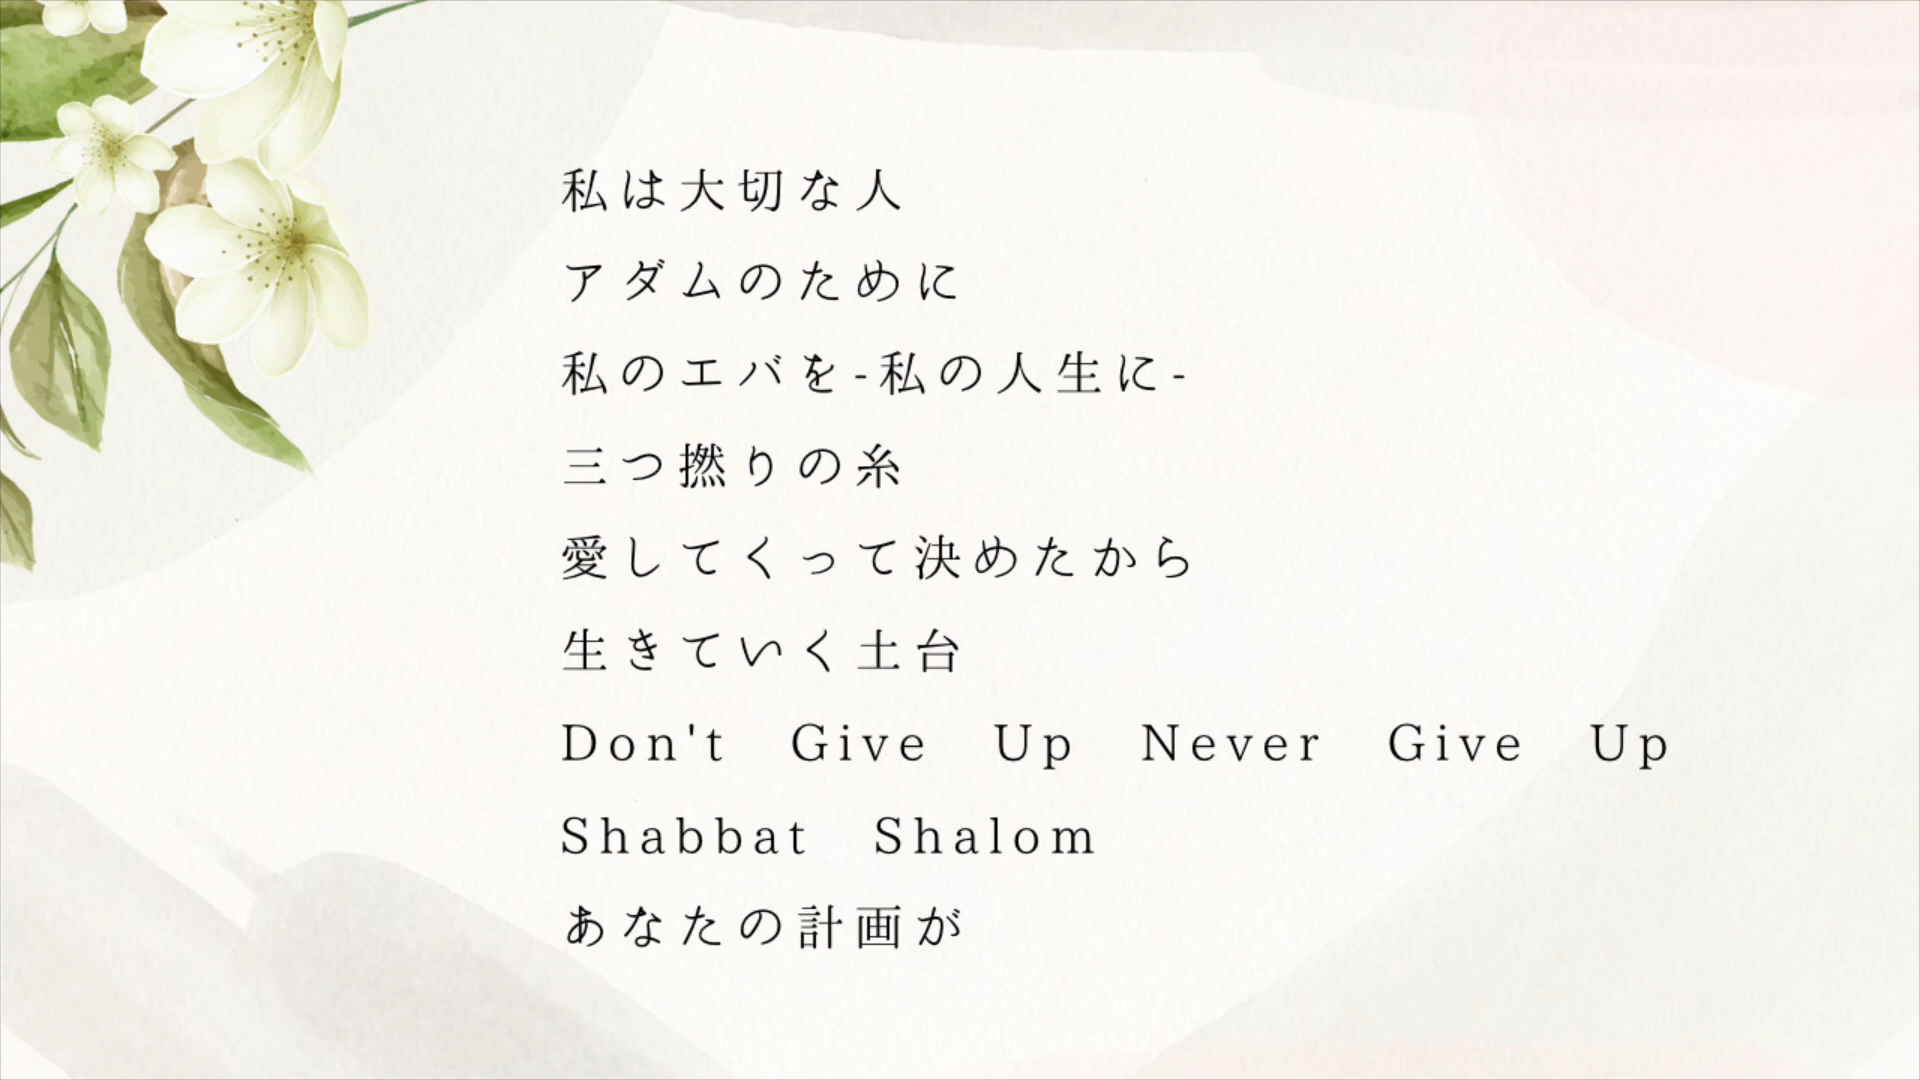 私は大切な人
アダムのために
私のエバを-私の人生に-
三つ撚りの糸
愛してくって決めたから
生きていく土台
Don't Give Up Never Give Up
Shabbat Shalom
あなたの計画が